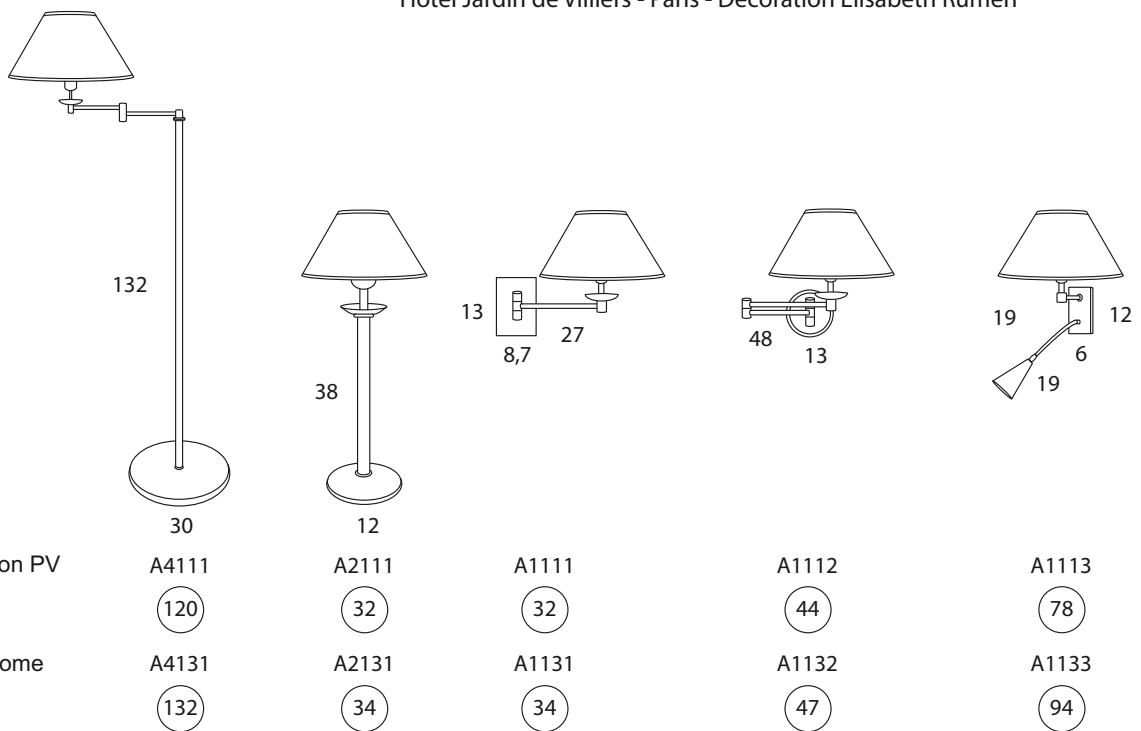 Hôtel Jardin de Villiers - Paris - Décoration Elisabeth Rumen
132
30
38
12
13
8,7
27
48
13
19
12
6
19
on PV A4111 A2111 A1111 A1112 A1113
120 32 32 44 78
ome A4131 A2131 A1131 A1132 A1133
132 34 34 47 94